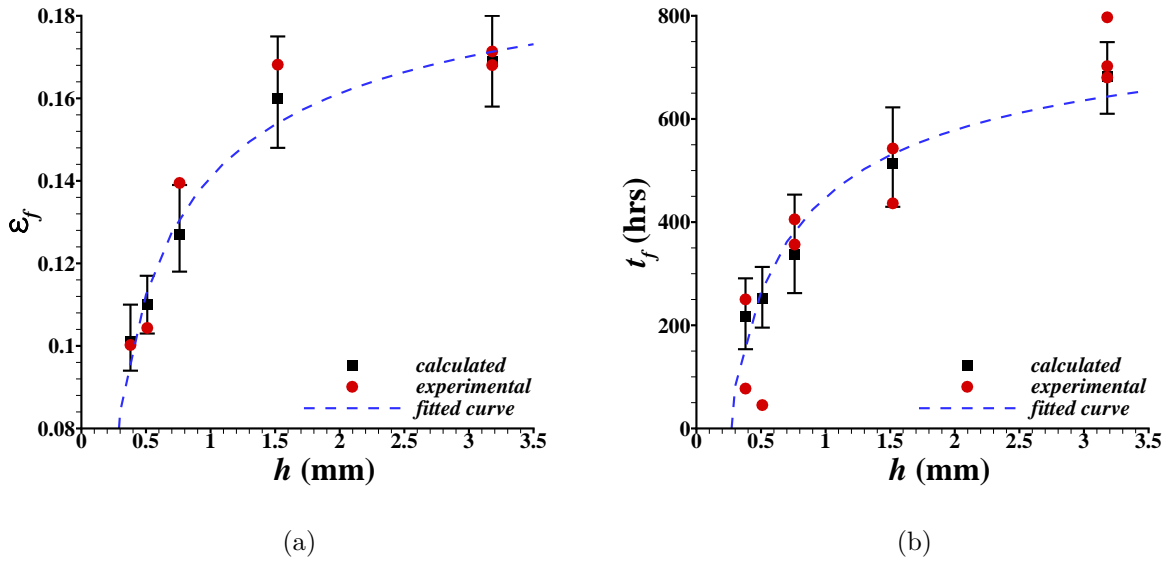 0.18
0.16
0.14
0.12
0.1
0.08
ε_f
0 0.5 1 1.5 2 2.5 3 3.5
h (mm)
calculated
experimental
fitted curve
(a)
800
600
400
200
0
t_f (hrs)
0 0.5 1 1.5 2 2.5 3 3.5
h (mm)
calculated
experimental
fitted curve
(b)